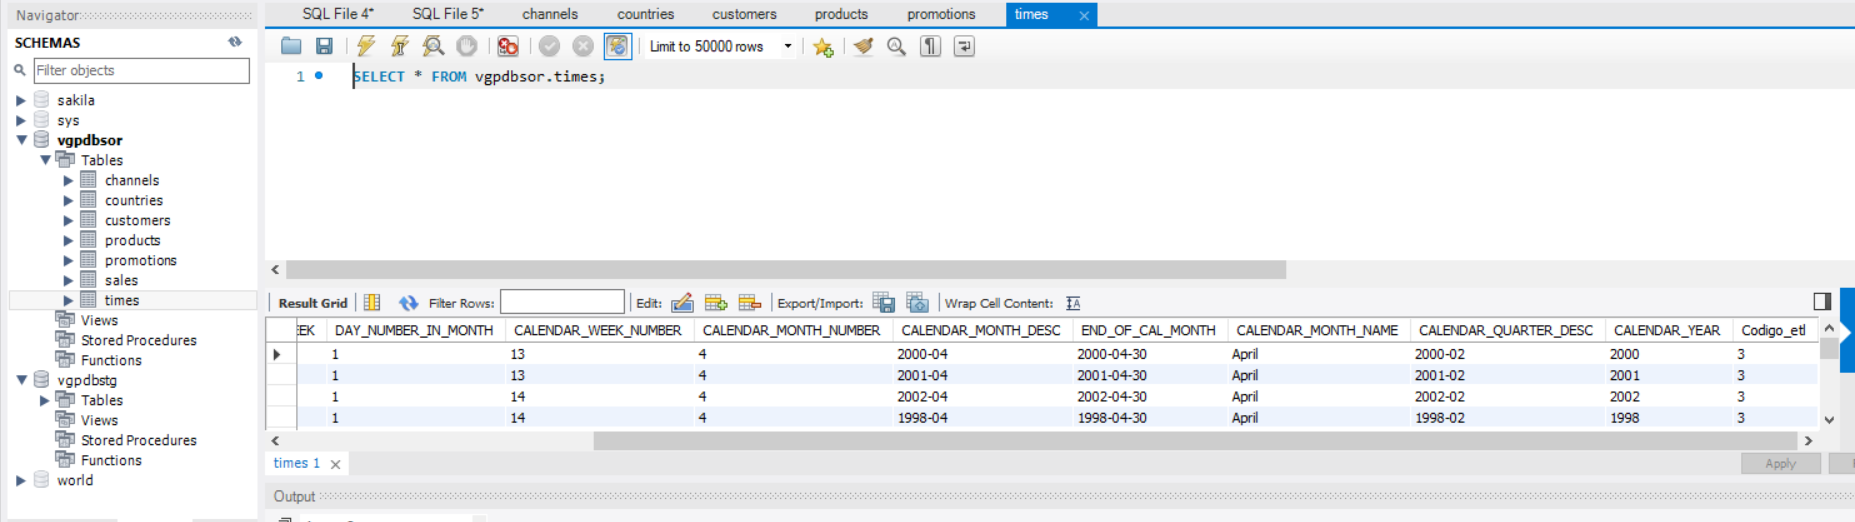 Navigator
SCHEMAS
Filter objects
sakila
sys
vgpdbsor
Tables
channels
countries
customers
products
promotions
sales
times
Views
Stored Procedures
Functions
vgpdbstg
Tables
Views
Stored Procedures
Functions
world
SQL File 4* SQL File 5* channels countries customers products promotions times
Limit to 50000 rows
1 SELECT * FROM vgpdbsor.times;
Result Grid Filter Rows: Edit: Export/Import: Wrap Cell Content:
EEK DAY_NUMBER_IN_MONTH CALENDAR_WEEK_NUMBER CALENDAR_MONTH_NUMBER CALENDAR_MONTH_DESC END_OF_CAL_MONTH CALENDAR_MONTH_NAME CALENDAR_QUARTER_DESC CALENDAR_YEAR Codigo_etl
1 13 4 2000-04 2000-04-30 April 2000-02 2000 3
1 13 4 2001-04 2001-04-30 April 2001-02 2001 3
1 14 4 2002-04 2002-04-30 April 2002-02 2002 3
1 14 4 1998-04 1998-04-30 April 1998-02 1998 3
times 1
Apply
Output